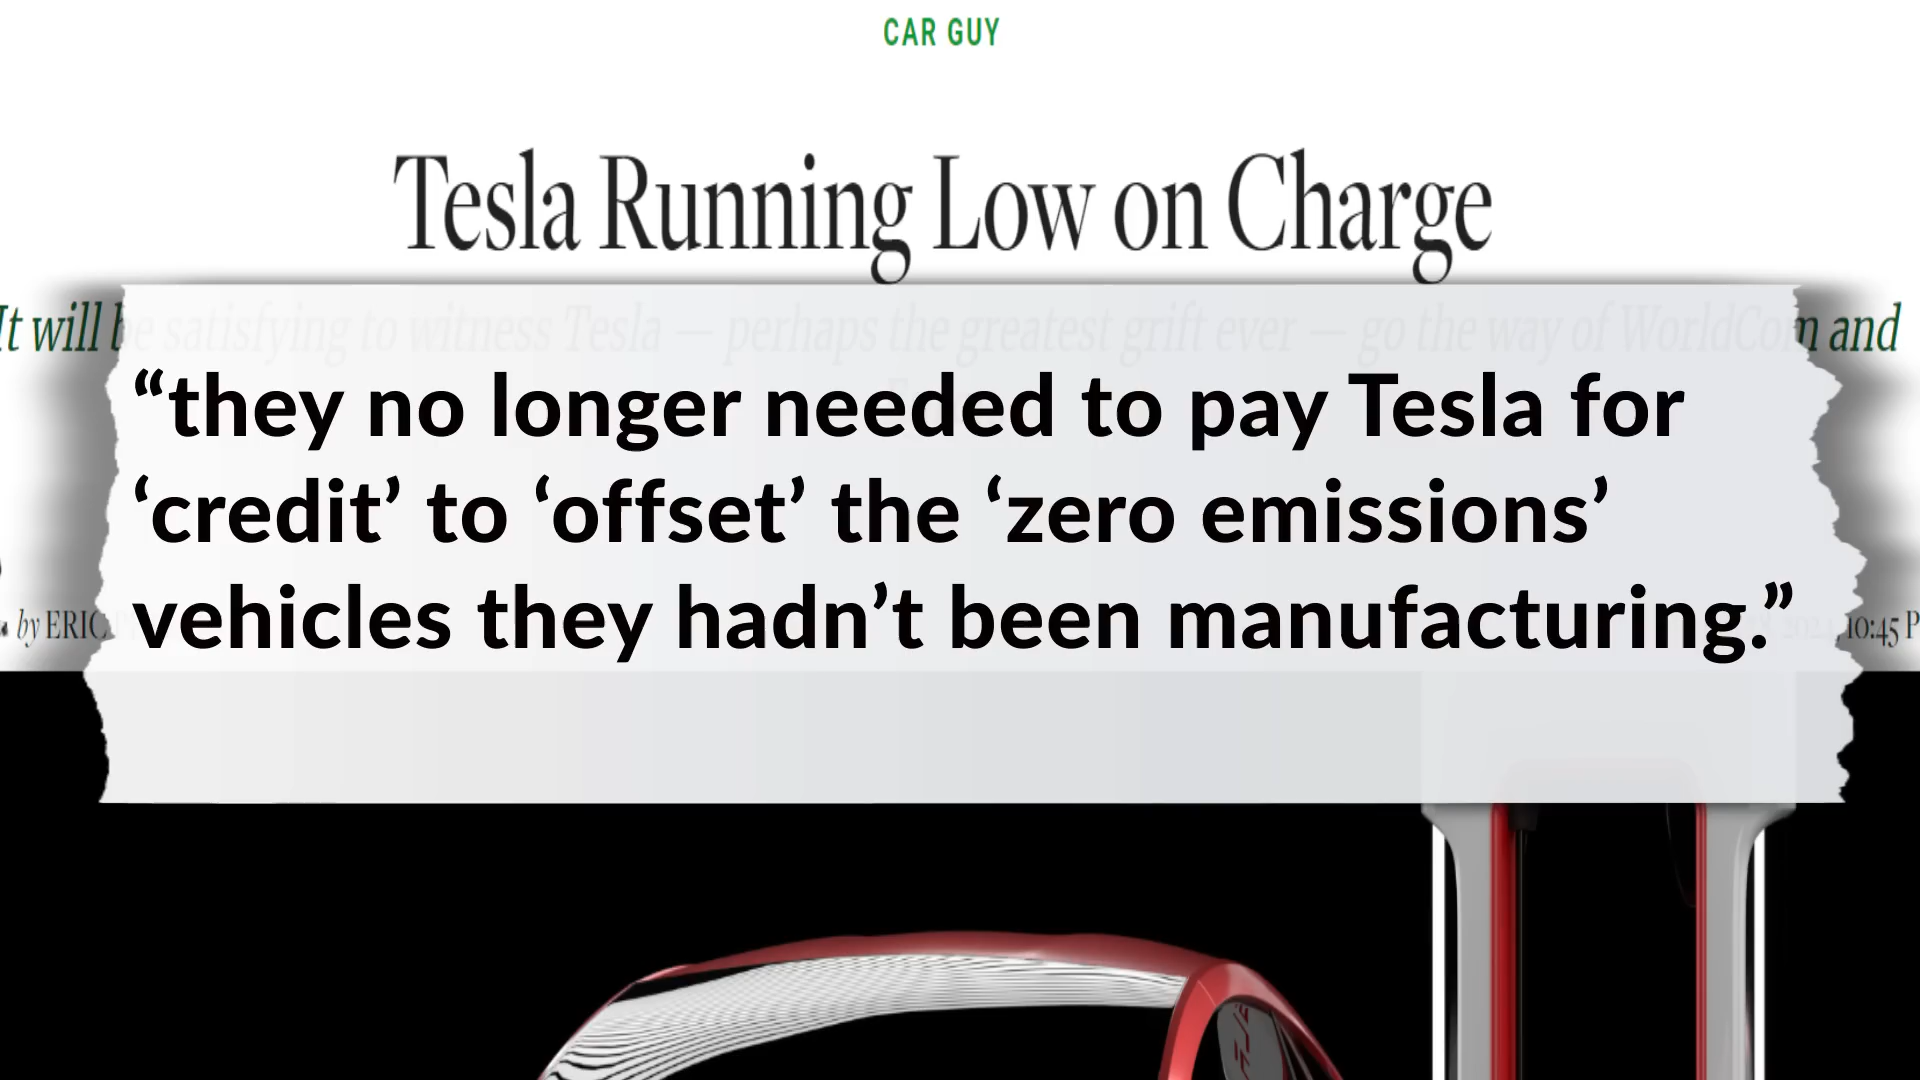 CAR GUY
Tesla Running Low on Charge
It will be satisfying to witness Tesla — perhaps the greatest grift ever — go the way of WorldCom and
“they no longer needed to pay Tesla for
‘credit’ to ‘offset’ the ‘zero emissions’
vehicles they hadn’t been manufacturing.”
by ERIC
10:45 P